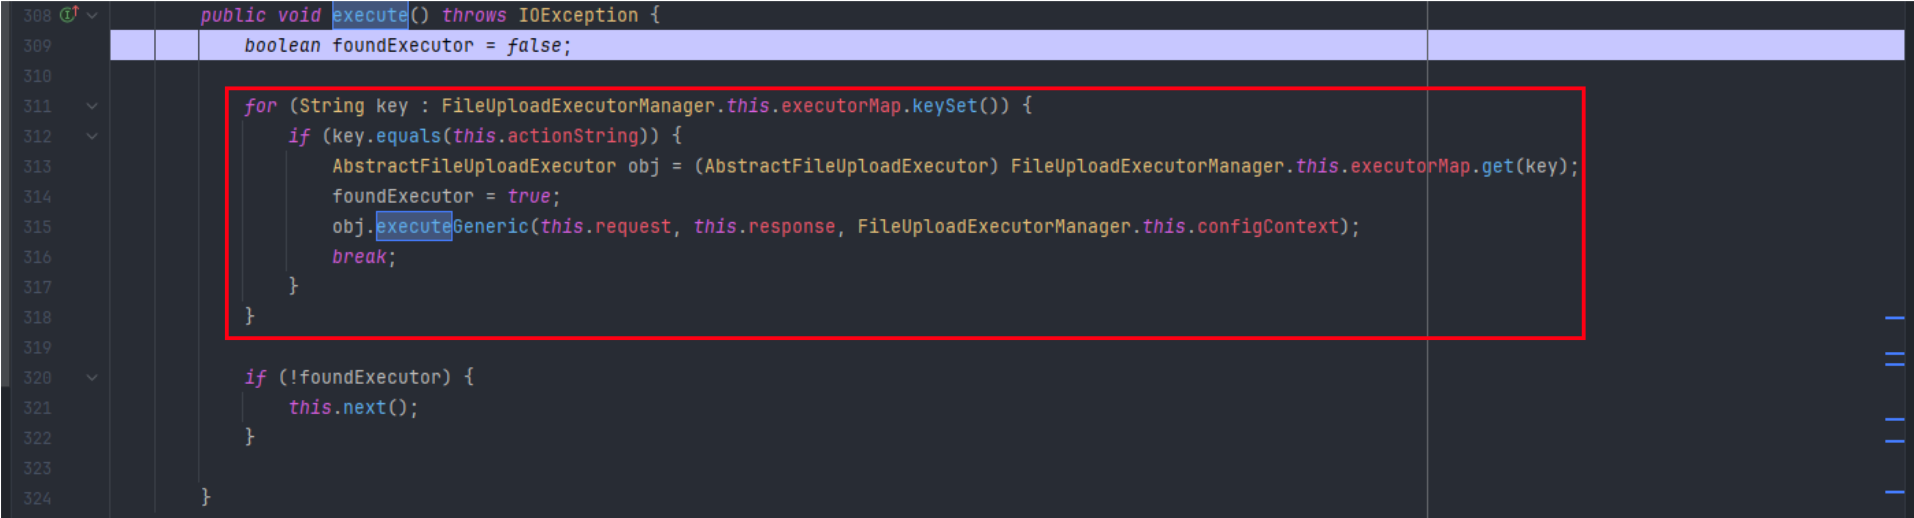 308 public void execute() throws IOException {
309 boolean foundExecutor = false;
310
311 for (String key : FileUploadExecutorManager.this.executorMap.keySet()) {
312 if (key.equals(this.actionString)) {
313 AbstractFileUploadExecutor obj = (AbstractFileUploadExecutor) FileUploadExecutorManager.this.executorMap.get(key);
314 foundExecutor = true;
315 obj.executeGeneric(this.request, this.response, FileUploadExecutorManager.this.configContext);
316 break;
317 }
318 }
319
320 if (!foundExecutor) {
321 this.next();
322 }
323
324 }